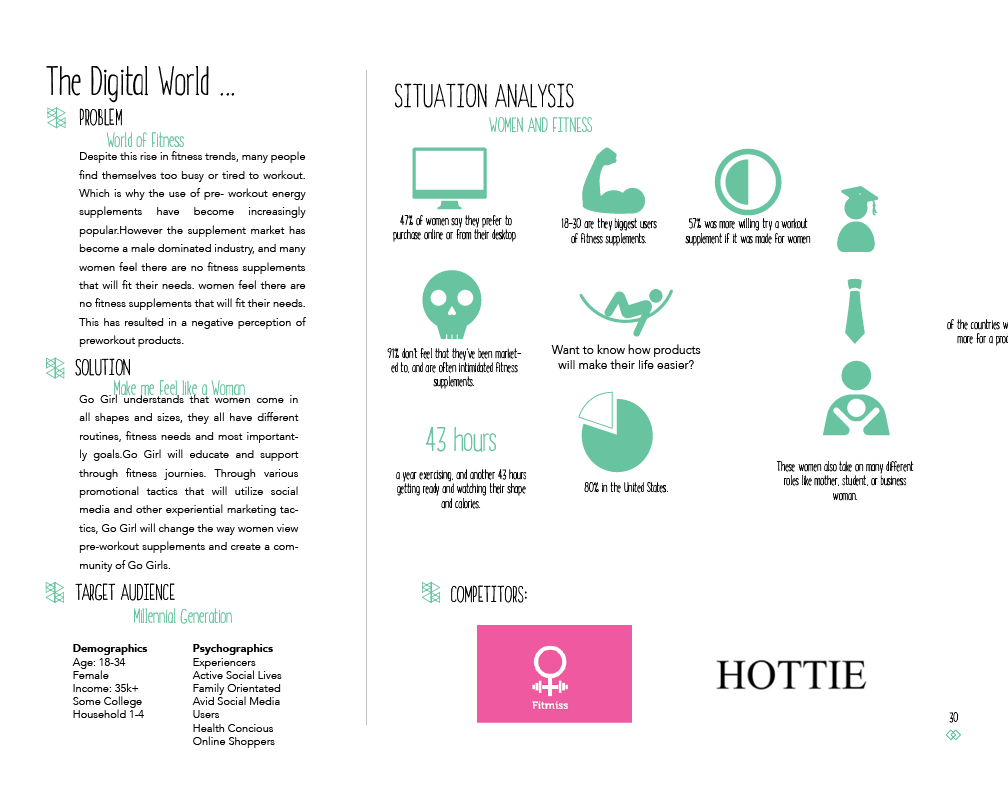 The Digital World ...
PROBLEM
World of Fitness
Despite this rise in fitness trends, many people
find themselves too busy or tired to workout.
Which is why the use of pre- workout energy
supplements have become increasingly
popular.However the supplement market has
become a male dominated industry, and many
women feel there are no fitness supplements
that will fit their needs. women feel there are
no fitness supplements that will fit their needs.
This has resulted in a negative perception of
preworkout products.
SOLUTION
Make me Feel like a Woman
Go Girl understands that women come in
all shapes and sizes, they all have different
routines, fitness needs and most important-
ly goals.Go Girl will educate and support
through fitness journies. Through various
promotional tactics that will utilize social
media and other experiential marketing tac-
tics, Go Girl will change the way women view
pre-workout supplements and create a com-
munity of Go Girls.
TARGET AUDIENCE
Millennial Generation
Demographics
Age: 18-34
Female
Income: 35k+
Some College
Household 1-4
Psychographics
Experiencers
Active Social Lives
Family Orientated
Avid Social Media
Users
Health Concious
Online Shoppers
SITUATION ANALYSIS
WOMEN AND FITNESS
47% of women say they prefer to
purchase online or from their desktop
18-30 are they biggest users
of fitness supplements.
57% was more willing try a workout
supplement if it was made for women
91% don't feel that they've been market-
ed to, and are often intimidated fitness
supplements.
Want to know how products
will make their life easier?
of the countries w
more for a prod
43 hours
a year exercising, and another 43 hours
getting ready and watching their shape
and calories.
80% in the United States.
These women also take on many different
roles like mother, student, or business
woman.
COMPETITORS:
Fitmiss
HOTTIE
30